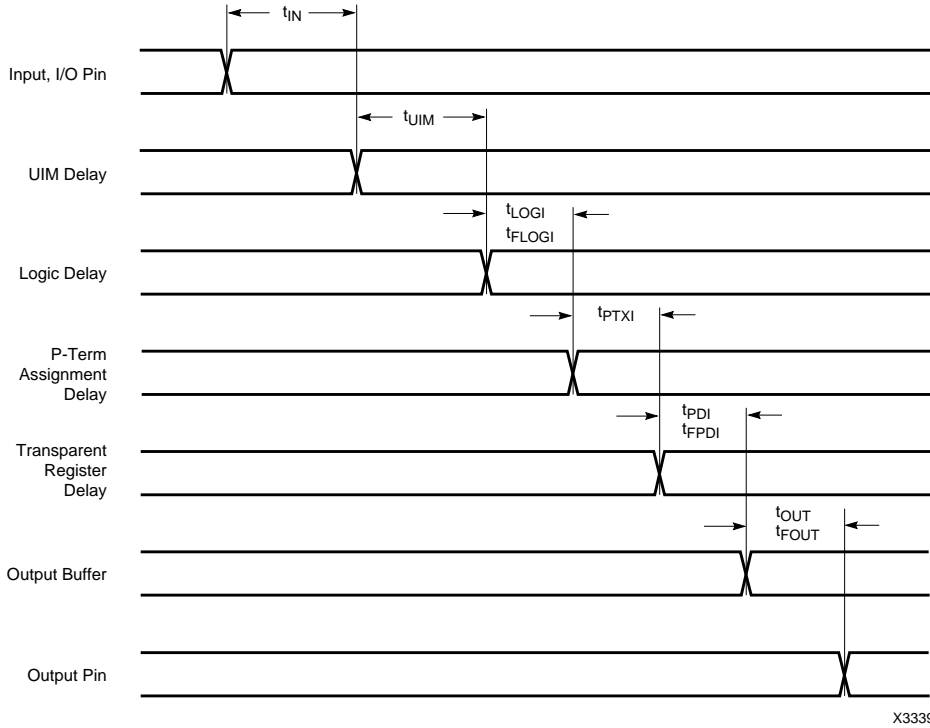 tIN
Input, I/O Pin
tUIM
UIM Delay
tLOGI
tFLOGI
Logic Delay
tPTXI
P-Term
Assignment
Delay
tPDI
tFPDI
Transparent
Register
Delay
tOUT
tFOUT
Output Buffer
Output Pin
X3339